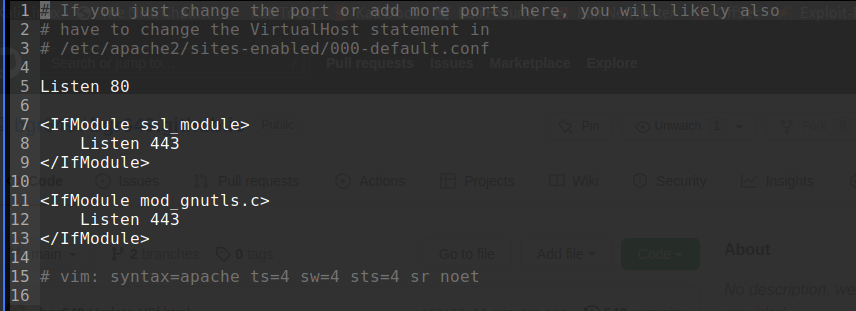 1 # If you just change the port or add more ports here, you will likely also
2 # have to change the VirtualHost statement in
3 # /etc/apache2/sites-enabled/000-default.conf
4
Search or jump to...
Pull requests Issues Marketplace Explore
5 Listen 80
6
7 <IfModule ssl_module>
Public
Pin Unwatch 1
8     Listen 443
9 </IfModule>
10
Code Issues Pull requests Actions Projects Wiki Security Insights
11 <IfModule mod_gnutls.c>
12     Listen 443
13 </IfModule>
14
main 2 branches 0 tags Go to file Add file Code About
15 # vim: syntax=apache ts=4 sw=4 sts=4 sr noet
No description, we
16